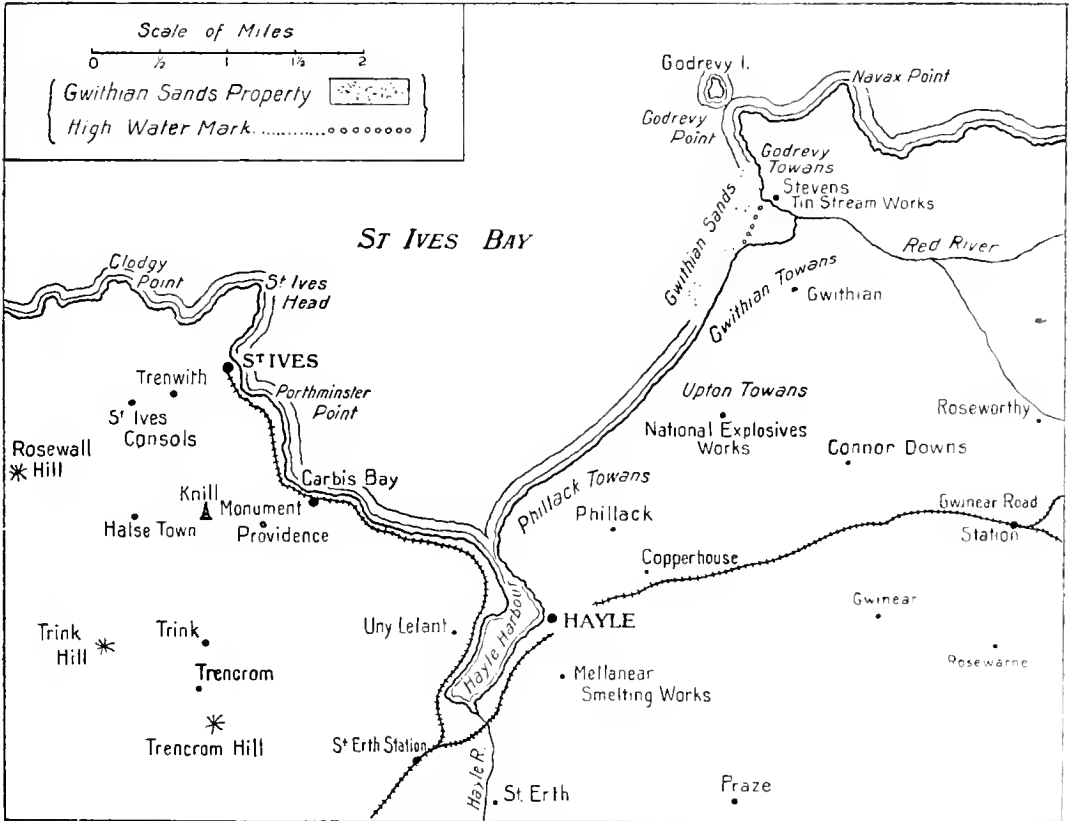 Scale of Miles
0 ½ 1 1½ 2
Gwithian Sands Property
High Water Mark
Godrevy I.
Navax Point
Godrevy
Point
Godrevy
Towans
Stevens
Tin Stream Works
Red River
ST IVES BAY
Gwithian Sands
Gwithian Towans
Gwithian
Clodgy
Point
St Ives
Head
ST IVES
Trenwith
Porthminster
Point
St Ives
Consols
Rosewall
Hill
Upton Towans
National Explosives
Works
Roseworthy
Connor Downs
Carbis Bay
Knill
Monument
Halse Town
Providence
Phillack Towans
Phillack
Gwinear Road
Station
Copperhouse
Uny Lelant
Hayle Harbour
HAYLE
Gwinear
Rosewarne
Trink
Hill
Trink
Trencrom
Mellanear
Smelting Works
Trencrom Hill
St Erth Station
Hayle R.
St. Erth
Praze